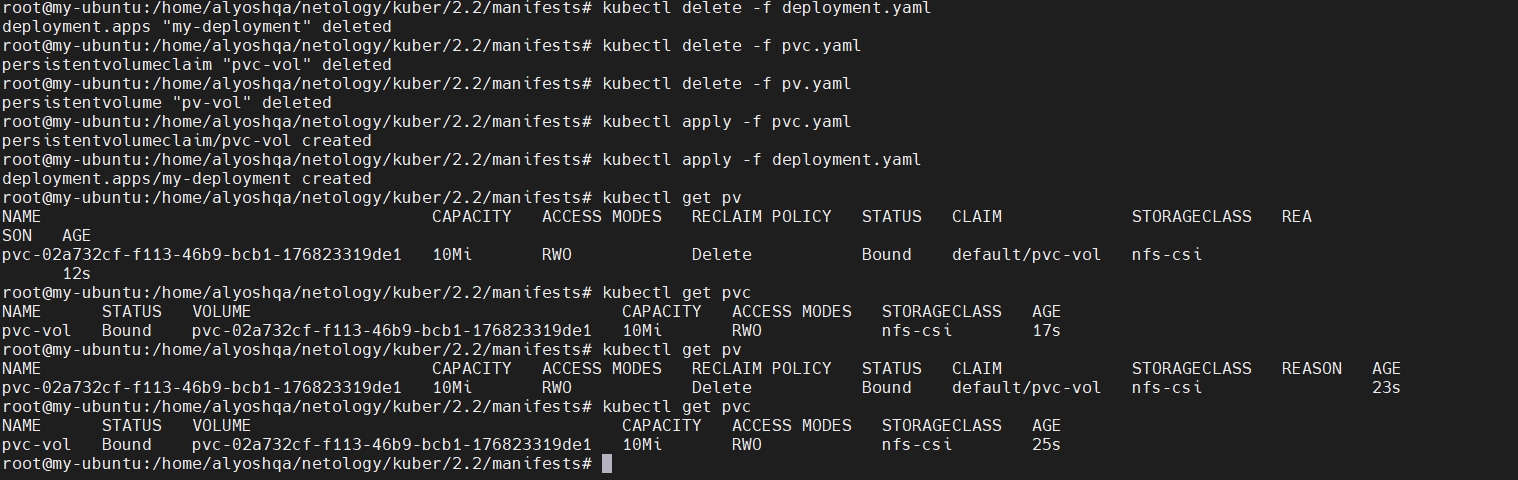 root@my-ubuntu:/home/alyoshqa/netology/kuber/2.2/manifests# kubectl delete -f deployment.yaml
deployment.apps "my-deployment" deleted
root@my-ubuntu:/home/alyoshqa/netology/kuber/2.2/manifests# kubectl delete -f pvc.yaml
persistentvolumeclaim "pvc-vol" deleted
root@my-ubuntu:/home/alyoshqa/netology/kuber/2.2/manifests# kubectl delete -f pv.yaml
persistentvolume "pv-vol" deleted
root@my-ubuntu:/home/alyoshqa/netology/kuber/2.2/manifests# kubectl apply -f pvc.yaml
persistentvolumeclaim/pvc-vol created
root@my-ubuntu:/home/alyoshqa/netology/kuber/2.2/manifests# kubectl apply -f deployment.yaml
deployment.apps/my-deployment created
root@my-ubuntu:/home/alyoshqa/netology/kuber/2.2/manifests# kubectl get pv
NAME                                       CAPACITY   ACCESS MODES   RECLAIM POLICY   STATUS   CLAIM             STORAGECLASS   REA
SON   AGE
pvc-02a732cf-f113-46b9-bcb1-176823319de1   10Mi       RWO            Delete           Bound    default/pvc-vol   nfs-csi
      12s
root@my-ubuntu:/home/alyoshqa/netology/kuber/2.2/manifests# kubectl get pvc
NAME      STATUS   VOLUME                                     CAPACITY   ACCESS MODES   STORAGECLASS   AGE
pvc-vol   Bound    pvc-02a732cf-f113-46b9-bcb1-176823319de1   10Mi       RWO            nfs-csi        17s
root@my-ubuntu:/home/alyoshqa/netology/kuber/2.2/manifests# kubectl get pv
NAME                                       CAPACITY   ACCESS MODES   RECLAIM POLICY   STATUS   CLAIM             STORAGECLASS   REASON   AGE
pvc-02a732cf-f113-46b9-bcb1-176823319de1   10Mi       RWO            Delete           Bound    default/pvc-vol   nfs-csi                 23s
root@my-ubuntu:/home/alyoshqa/netology/kuber/2.2/manifests# kubectl get pvc
NAME      STATUS   VOLUME                                     CAPACITY   ACCESS MODES   STORAGECLASS   AGE
pvc-vol   Bound    pvc-02a732cf-f113-46b9-bcb1-176823319de1   10Mi       RWO            nfs-csi        25s
root@my-ubuntu:/home/alyoshqa/netology/kuber/2.2/manifests#